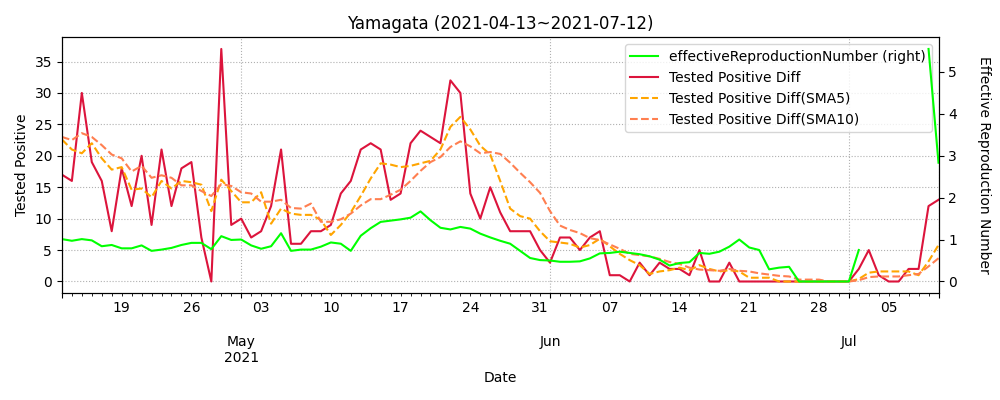 Yamagata (2021-04-13~2021-07-12)
effectiveReproductionNumber (right)
Tested Positive Diff
Tested Positive Diff(SMA5)
Tested Positive Diff(SMA10)
Tested Positive
35
30
25
20
15
10
5
0
Effective Reproduction Number
5
4
3
2
1
0
19 26 03 10 17 24 31 07 14 21 28 05
May Jun Jul
2021
Date